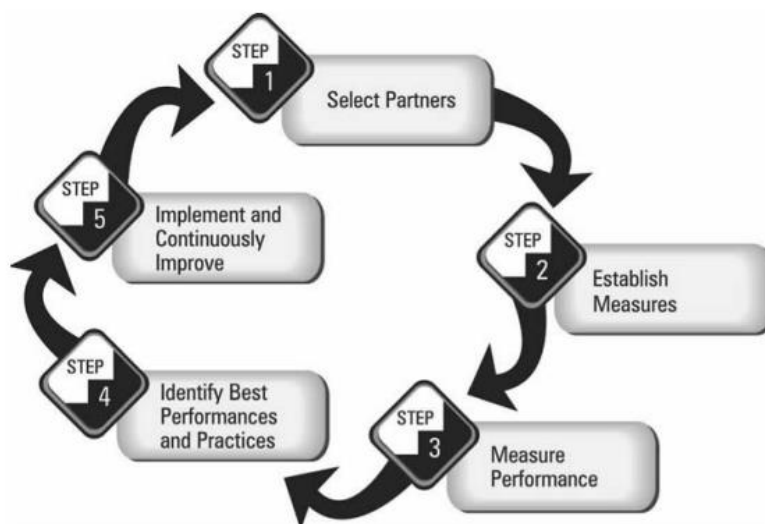 STEP
1
Select Partners
STEP
2
Establish
Measures
STEP
3
Measure
Performance
STEP
4
Identify Best
Performances
and Practices
STEP
5
Implement and
Continuously
Improve